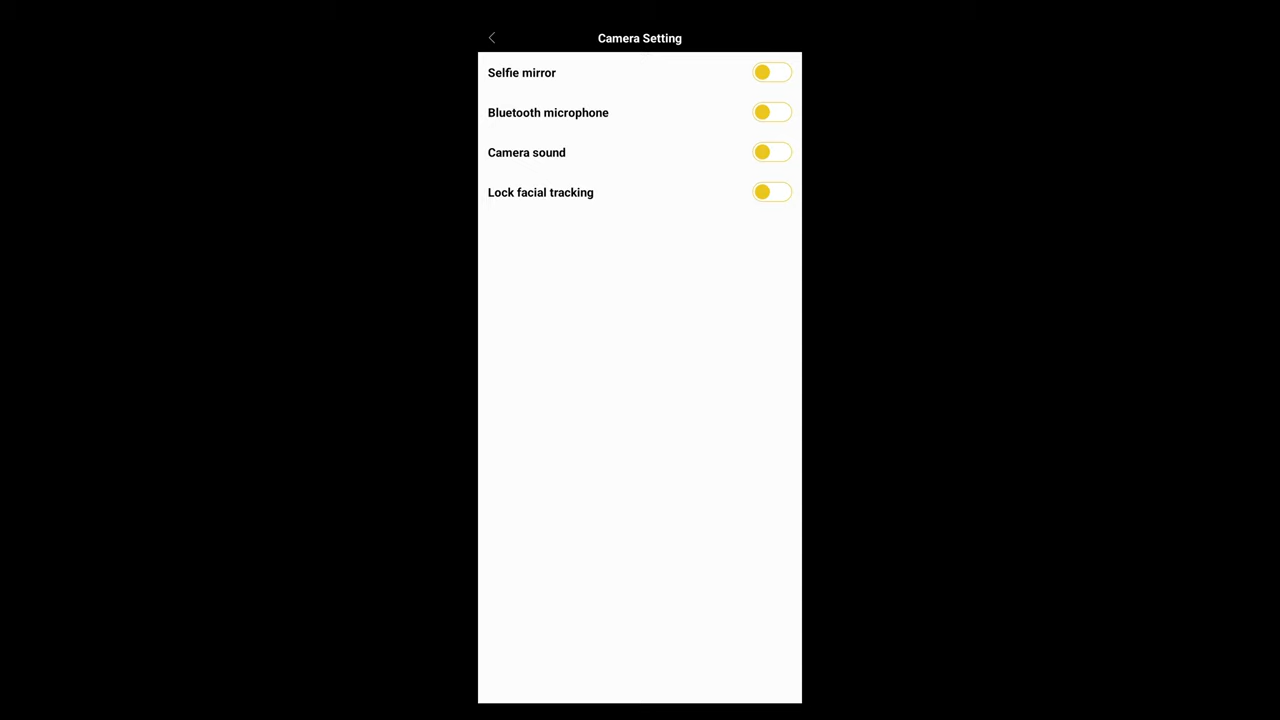 Camera Setting
Selfie mirror
Bluetooth microphone
Camera sound
Lock facial tracking